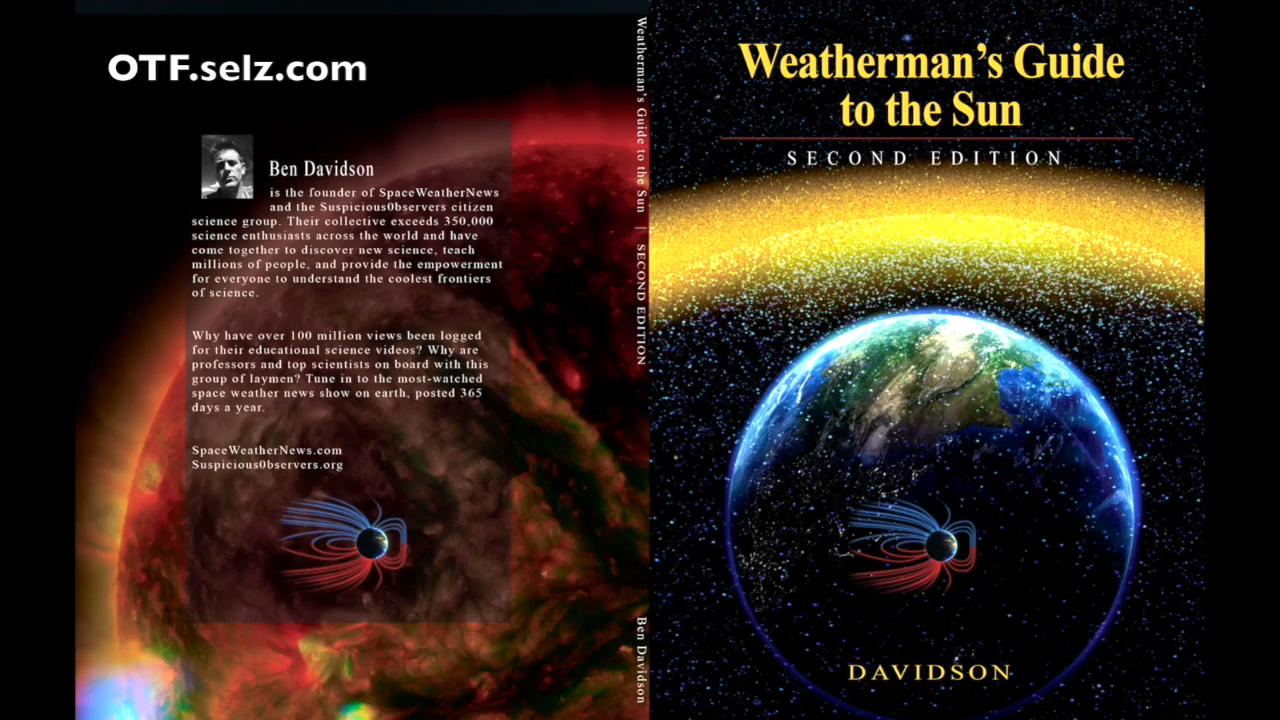 OTF.selz.com
Ben Davidson
is the founder of SpaceWeatherNews
and the Suspicious0bservers citizen
science group. Their collective exceeds 350,000
science enthusiasts across the world and have
come together to discover new science, teach
millions of people, and provide the empowerment
for everyone to understand the coolest frontiers
of science.
Why have over 100 million views been logged
for their educational science videos? Why are
professors and top scientists on board with this
group of laymen? Tune in to the most-watched
space weather news show on earth, posted 365
days a year.
SpaceWeatherNews.com
Suspicious0bservers.org
Weatherman's Guide to the Sun | SECOND EDITION
Ben Davidson
Weatherman's Guide
to the Sun
SECOND EDITION
DAVIDSON